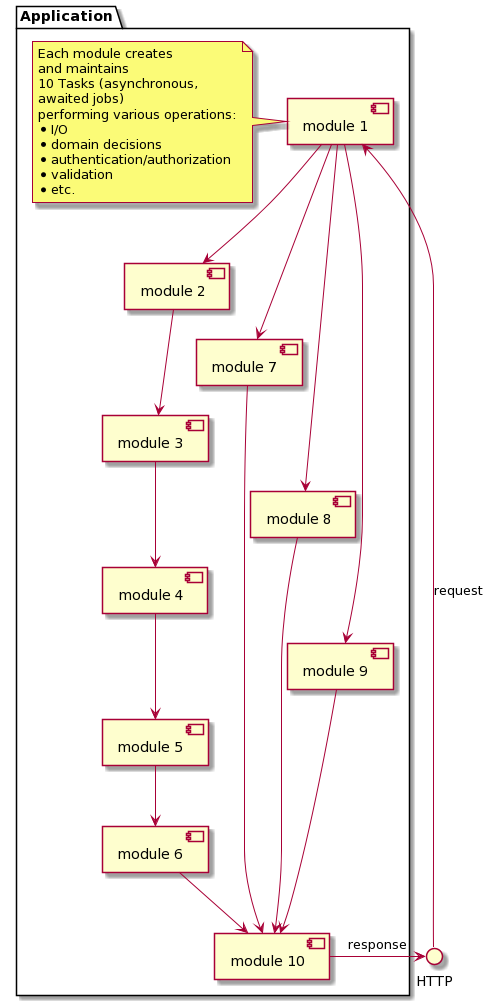 Application
Each module creates
and maintains
10 Tasks (asynchronous,
awaited jobs)
performing various operations:
• I/O
• domain decisions
• authentication/authorization
• validation
• etc.
module 1
module 2
module 7
module 3
module 8
module 4
request
module 9
module 5
module 6
response
module 10
HTTP